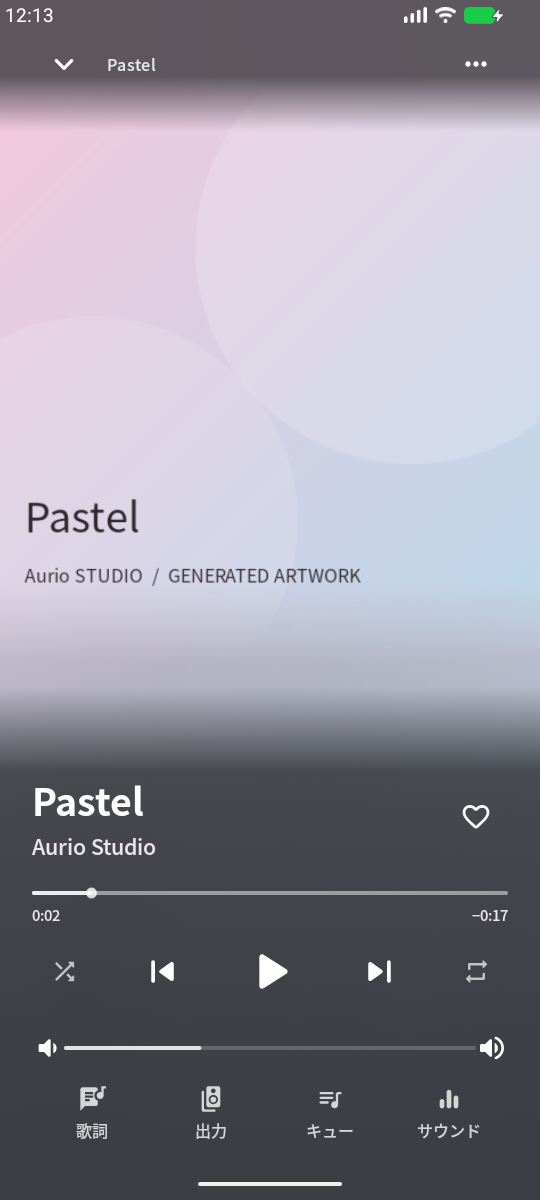 12:13
Pastel
Pastel
Aurio STUDIO / GENERATED ARTWORK
Pastel
Aurio Studio
0:02
−0:17
歌詞
出力
キュー
サウンド